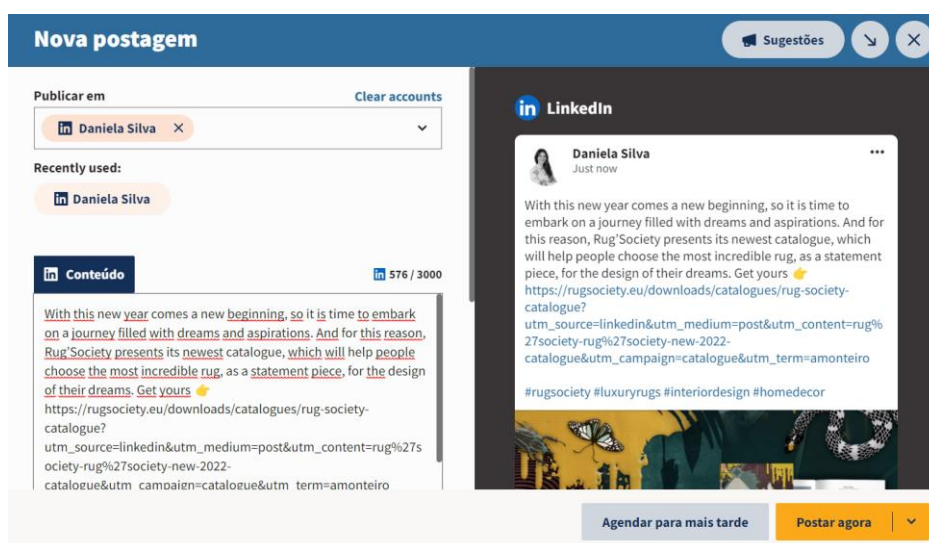 Nova postagem
Sugestões
Publicar em
Clear accounts
in Daniela Silva
Recently used:
in Daniela Silva
in Conteúdo
in 576 / 3000
With this new year comes a new beginning, so it is time to embark
on a journey filled with dreams and aspirations. And for this reason,
Rug'Society presents its newest catalogue, which will help people
choose the most incredible rug, as a statement piece, for the design
of their dreams. Get yours 👉
https://rugsociety.eu/downloads/catalogues/rug-society-
catalogue?
utm_source=linkedin&utm_medium=post&utm_content=rug%27s
ociety-rug%27society-new-2022-
catalogue&utm_campaign=catalogue&utm_term=amonteiro
in LinkedIn
Daniela Silva
Just now
With this new year comes a new beginning, so it is time to
embark on a journey filled with dreams and aspirations. And for
this reason, Rug'Society presents its newest catalogue, which
will help people choose the most incredible rug, as a statement
piece, for the design of their dreams. Get yours 👉
https://rugsociety.eu/downloads/catalogues/rug-society-
catalogue?
utm_source=linkedin&utm_medium=post&utm_content=rug%
27society-rug%27society-new-2022-
catalogue&utm_campaign=catalogue&utm_term=amonteiro
#rugsociety #luxuryrugs #interiordesign #homedecor
Agendar para mais tarde
Postar agora